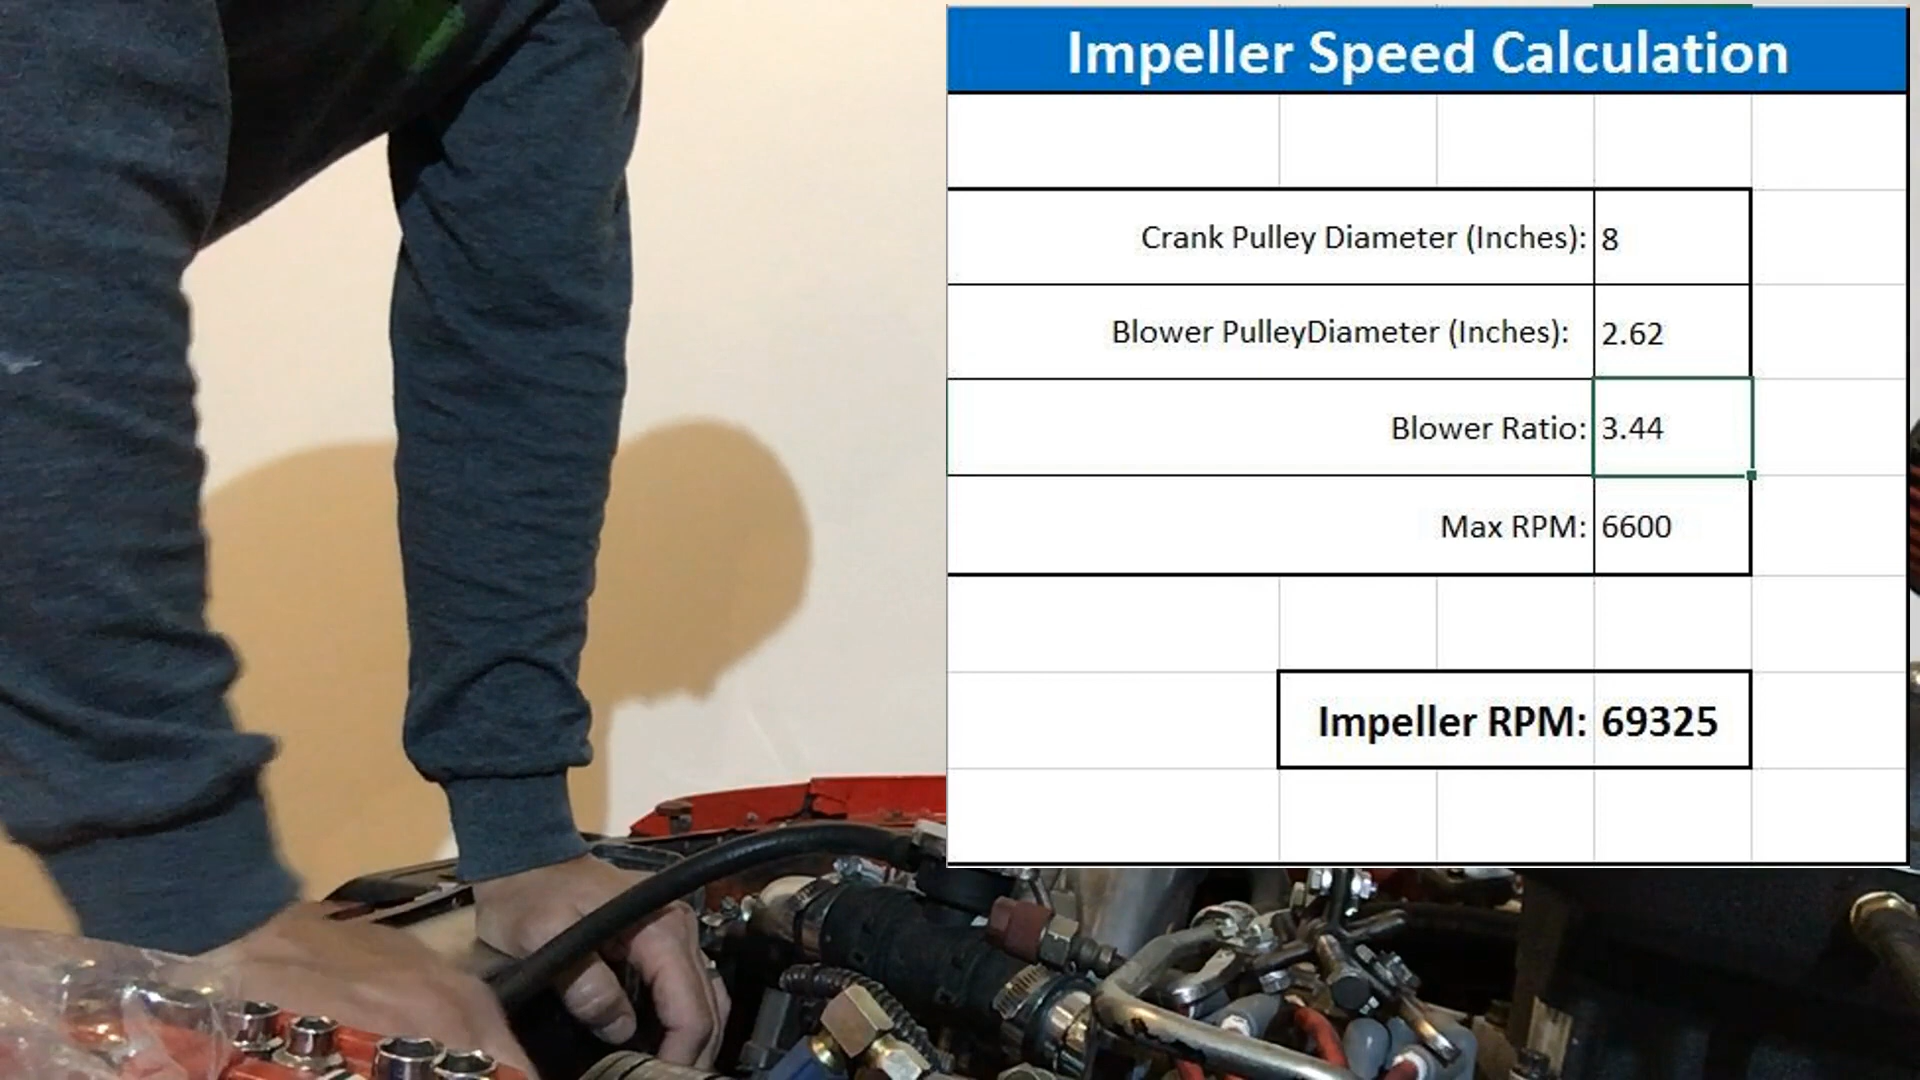 Impeller Speed Calculation
Crank Pulley Diameter (Inches): 8
Blower PulleyDiameter (Inches): 2.62
Blower Ratio: 3.44
Max RPM: 6600
Impeller RPM: 69325